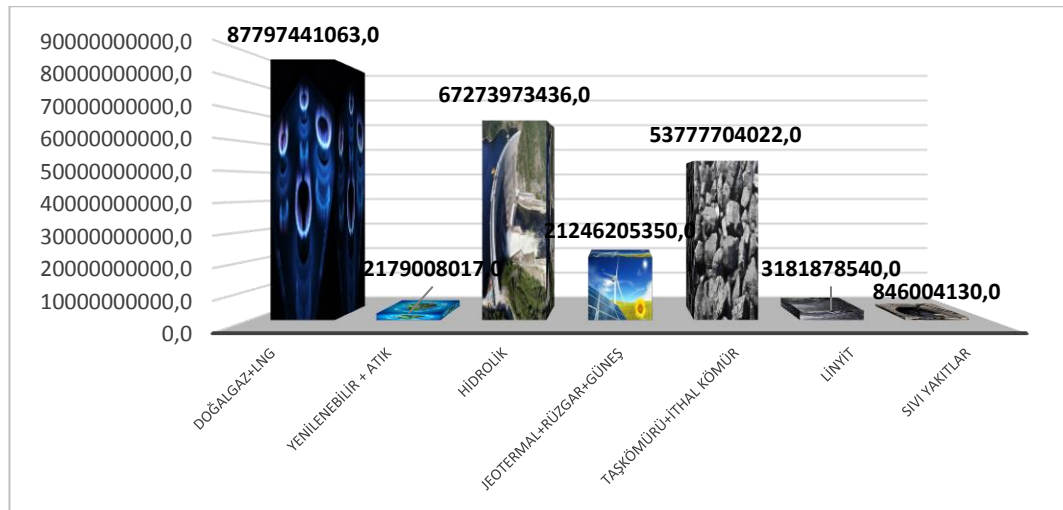 90000000000,0
80000000000,0
70000000000,0
60000000000,0
50000000000,0
40000000000,0
30000000000,0
20000000000,0
10000000000,0
0,0
87797441063,0
2179008017,0
67273973436,0
21246205350,0
53777704022,0
3181878540,0
846004130,0
DOĞALGAZ+LNG
YENİLENEBİLİR + ATIK
HİDROLİK
JEOTERMAL+RÜZGAR+GÜNEŞ
TAŞKÖMÜRÜ+İTHAL KÖMÜR
LİNYİT
SIVI YAKITLAR